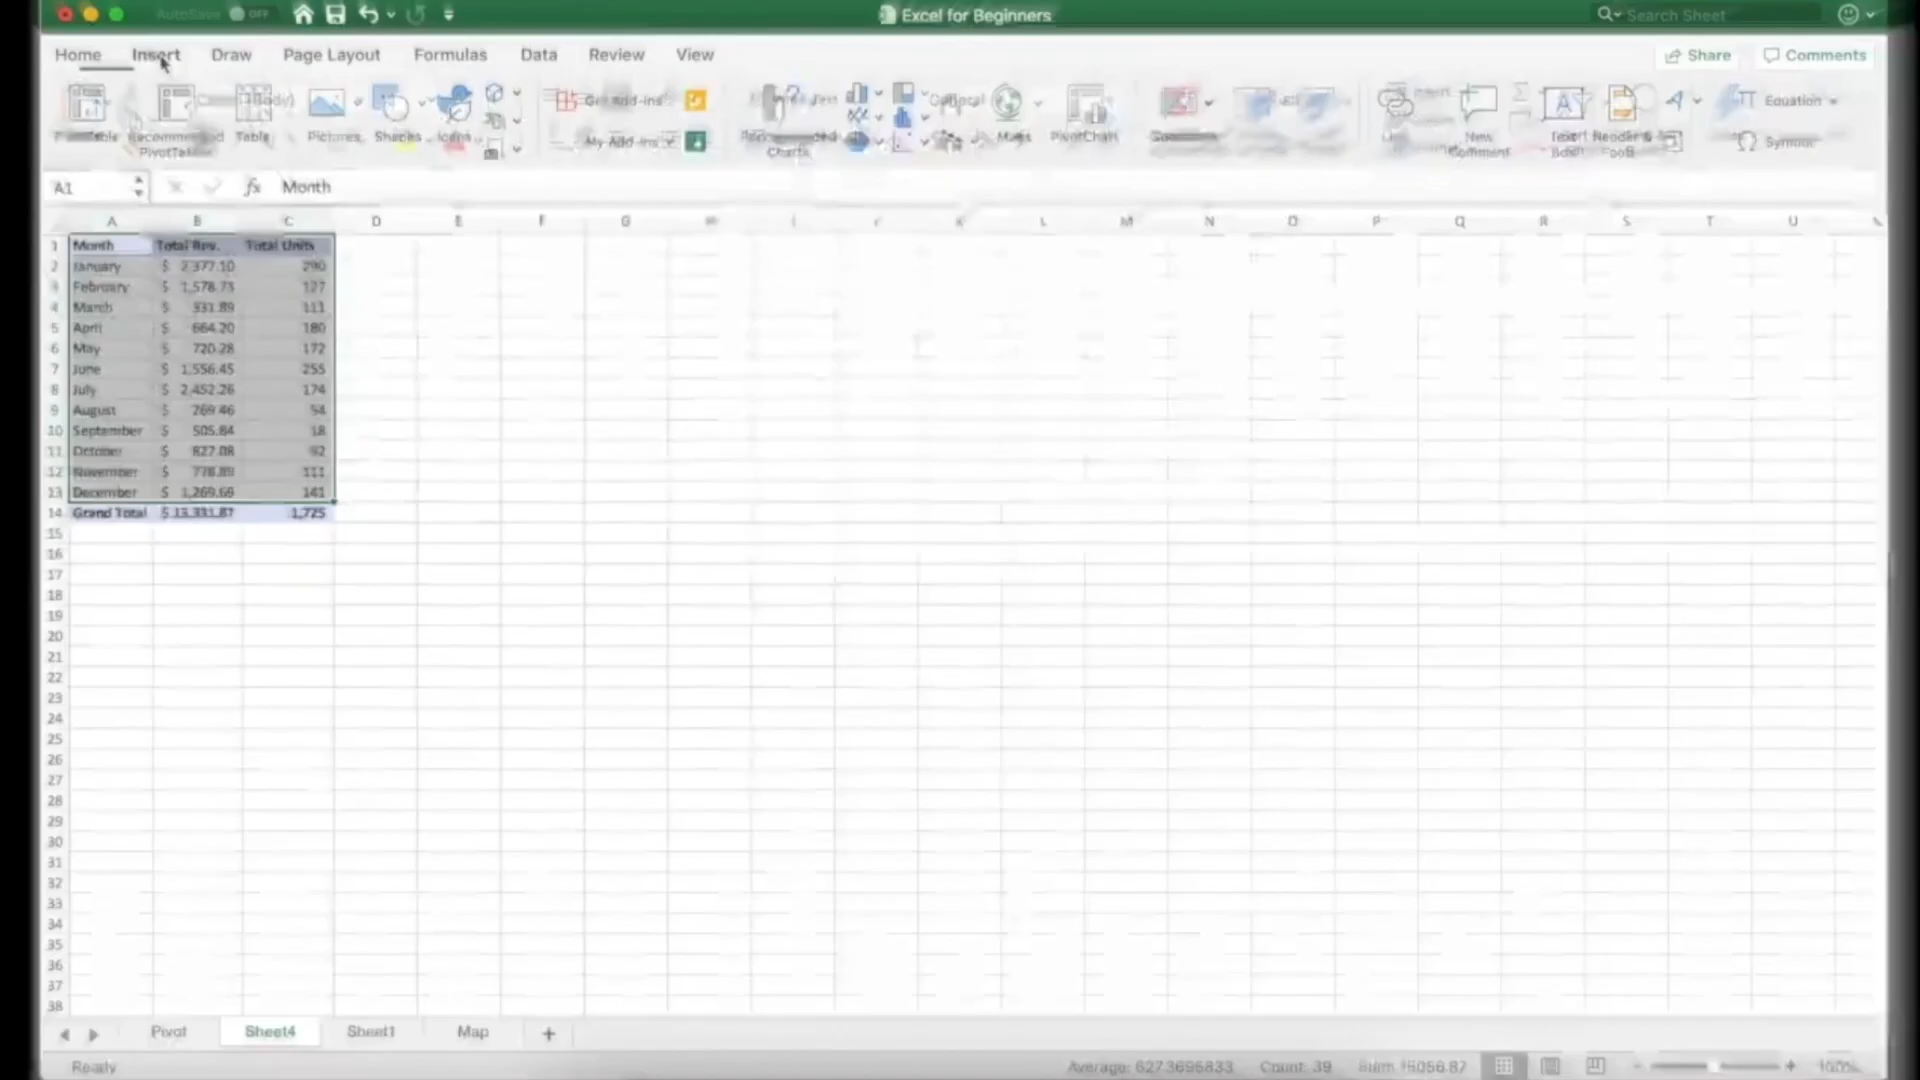 AutoSave OFF Excel for Beginners Search Sheet
Home Insert Draw Page Layout Formulas Data Review View Share Comments
Table Pictures Shapes Icons Get Add-ins My Add-ins Maps PivotChart Equation
Recommended Charts New Comment
A1 fx Month
A B C D E F G I K L M N O P Q R S T U
1 Month Total Rev. Total Units
2 January $ 2,377.10 290
3 February $ 1,578.73 127
4 March $ 331.89 111
5 April $ 664.20 180
6 May $ 720.28 172
7 June $ 1,556.45 255
8 July $ 2,452.26 174
9 August $ 269.46 54
10 September $ 505.84 18
11 October $ 827.08 92
12 November $ 778.89 111
13 December $ 1,269.69 141
14 Grand Total $ 13,331.87 1,725
15
16
17
18
19
20
21
22
23
24
25
26
27
28
29
30
31
32
33
34
35
36
37
38
Pivot Sheet4 Sheet1 Map +
Ready Average: 627.3695833 Count: 39 Sum: 15056.87 100%